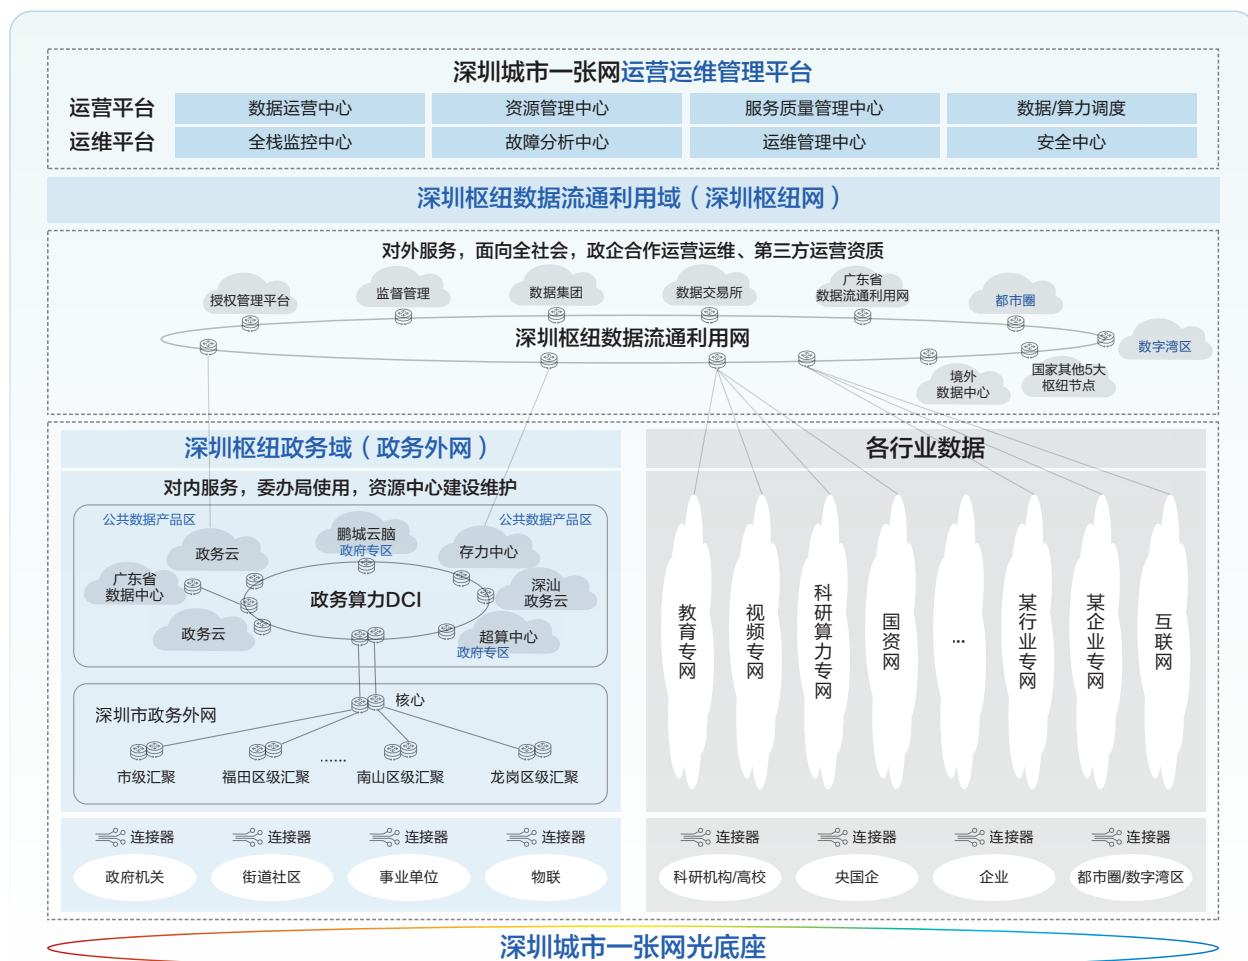 深圳城市一张网运营运维管理平台
运营平台 数据运营中心 资源管理中心 服务质量管理中心 数据/算力调度
运维平台 全栈监控中心 故障分析中心 运维管理中心 安全中心
深圳枢纽数据流通利用域（深圳枢纽网）
对外服务，面向全社会，政企合作运营运维、第三方运营资质
授权管理平台
监督管理
数据集团
数据交易所
广东省
数据流通利用网
都市圈
数字湾区
深圳枢纽数据流通利用网
境外
数据中心
国家其他5大
枢纽节点
深圳枢纽政务域（政务外网）
对内服务，委办局使用，资源中心建设维护
公共数据产品区
公共数据产品区
政务云
鹏城云脑
政府专区
存力中心
广东省
数据中心
深汕
政务云
政务算力DCI
政务云
超算中心
政府专区
核心
深圳市政务外网
市级汇聚
福田区级汇聚
......
南山区级汇聚
龙岗区级汇聚
连接器 连接器 连接器 连接器
政府机关 街道社区 事业单位 物联
各行业数据
教育专网
视频专网
科研算力专网
国资网
...
某行业专网
某企业专网
互联网
连接器 连接器 连接器 连接器
科研机构/高校 央国企 企业 都市圈/数字湾区
深圳城市一张网光底座